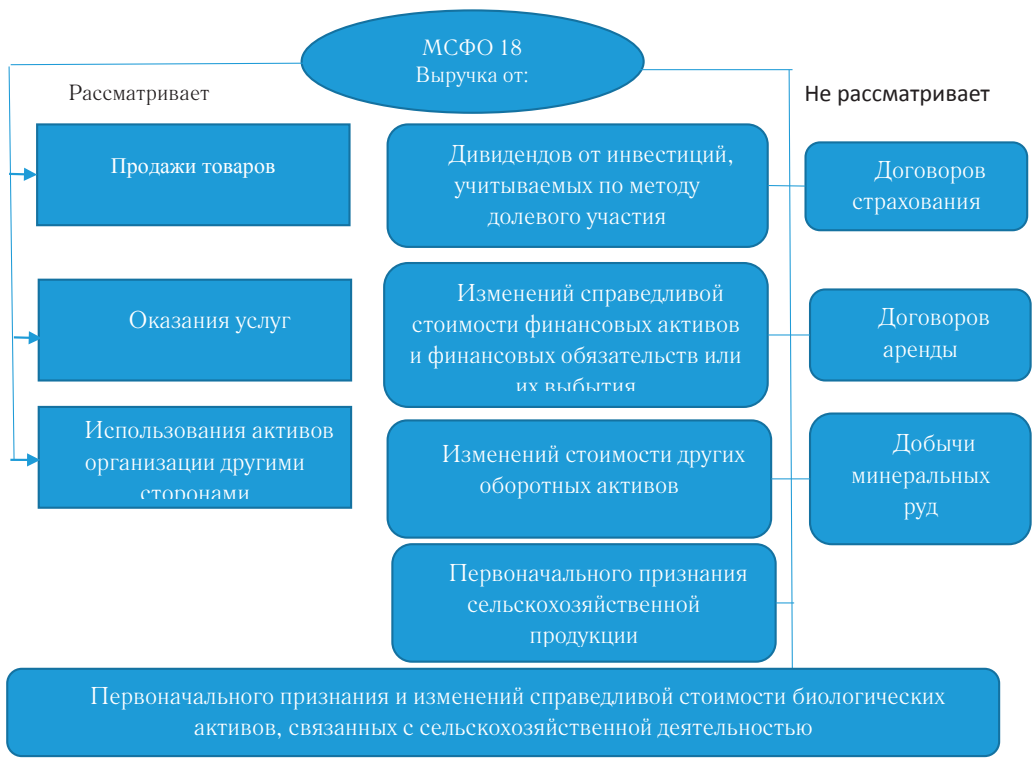 МСФО 18
Выручка от:
Рассматривает
Не рассматривает
Продажи товаров
Оказания услуг
Использования активов
организации другими
сторонами
Дивидендов от инвестиций,
учитываемых по методу
долевого участия
Изменений справедливой
стоимости финансовых активов
и финансовых обязательств или
их выбытия
Изменений стоимости других
оборотных активов
Первоначального признания
сельскохозяйственной
продукции
Договоров
страхования
Договоров
аренды
Добычи
минеральных
руд
Первоначального признания и изменений справедливой стоимости биологических
активов, связанных с сельскохозяйственной деятельностью